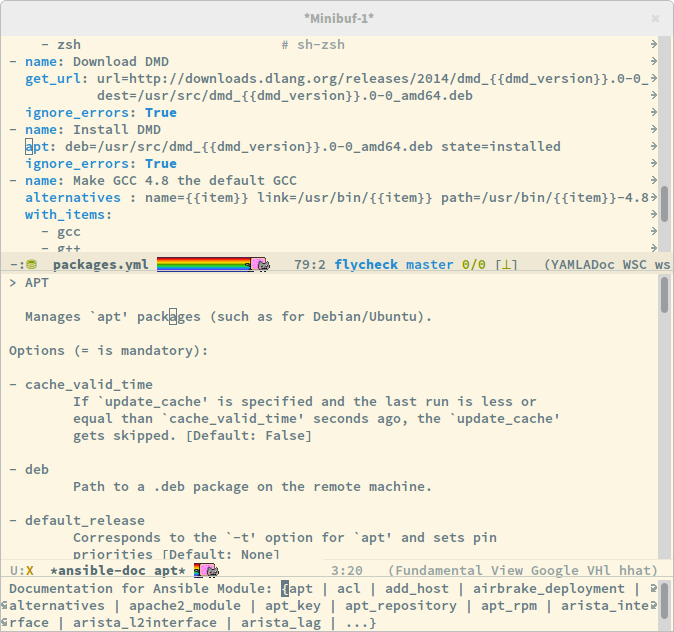 *Minibuf-1*
- zsh # sh-zsh
- name: Download DMD
get_url: url=http://downloads.dlang.org/releases/2014/dmd_{{dmd_version}}.0-0_
dest=/usr/src/dmd_{{dmd_version}}.0-0_amd64.deb
ignore_errors: True
- name: Install DMD
apt: deb=/usr/src/dmd_{{dmd_version}}.0-0_amd64.deb state=installed
ignore_errors: True
- name: Make GCC 4.8 the default GCC
alternatives : name={{item}} link=/usr/bin/{{item}} path=/usr/bin/{{item}}-4.8
with_items:
- gcc
- g++
-: packages.yml 79:2 flycheck master 0/0 [⊥] (YAMLADoc WSC ws
> APT
Manages `apt' packages (such as for Debian/Ubuntu).
Options (= is mandatory):
- cache_valid_time
If `update_cache' is specified and the last run is less or
equal than `cache_valid_time' seconds ago, the `update_cache'
gets skipped. [Default: False]
- deb
Path to a .deb package on the remote machine.
- default_release
Corresponds to the `-t' option for `apt' and sets pin
priorities [Default: None]
U:X *ansible-doc apt* 3:20 (Fundamental View Google VHl hhat)
Documentation for Ansible Module: {apt | acl | add_host | airbrake_deployment |
alternatives | apache2_module | apt_key | apt_repository | apt_rpm | arista_inte
rface | arista_l2interface | arista_lag | ...}